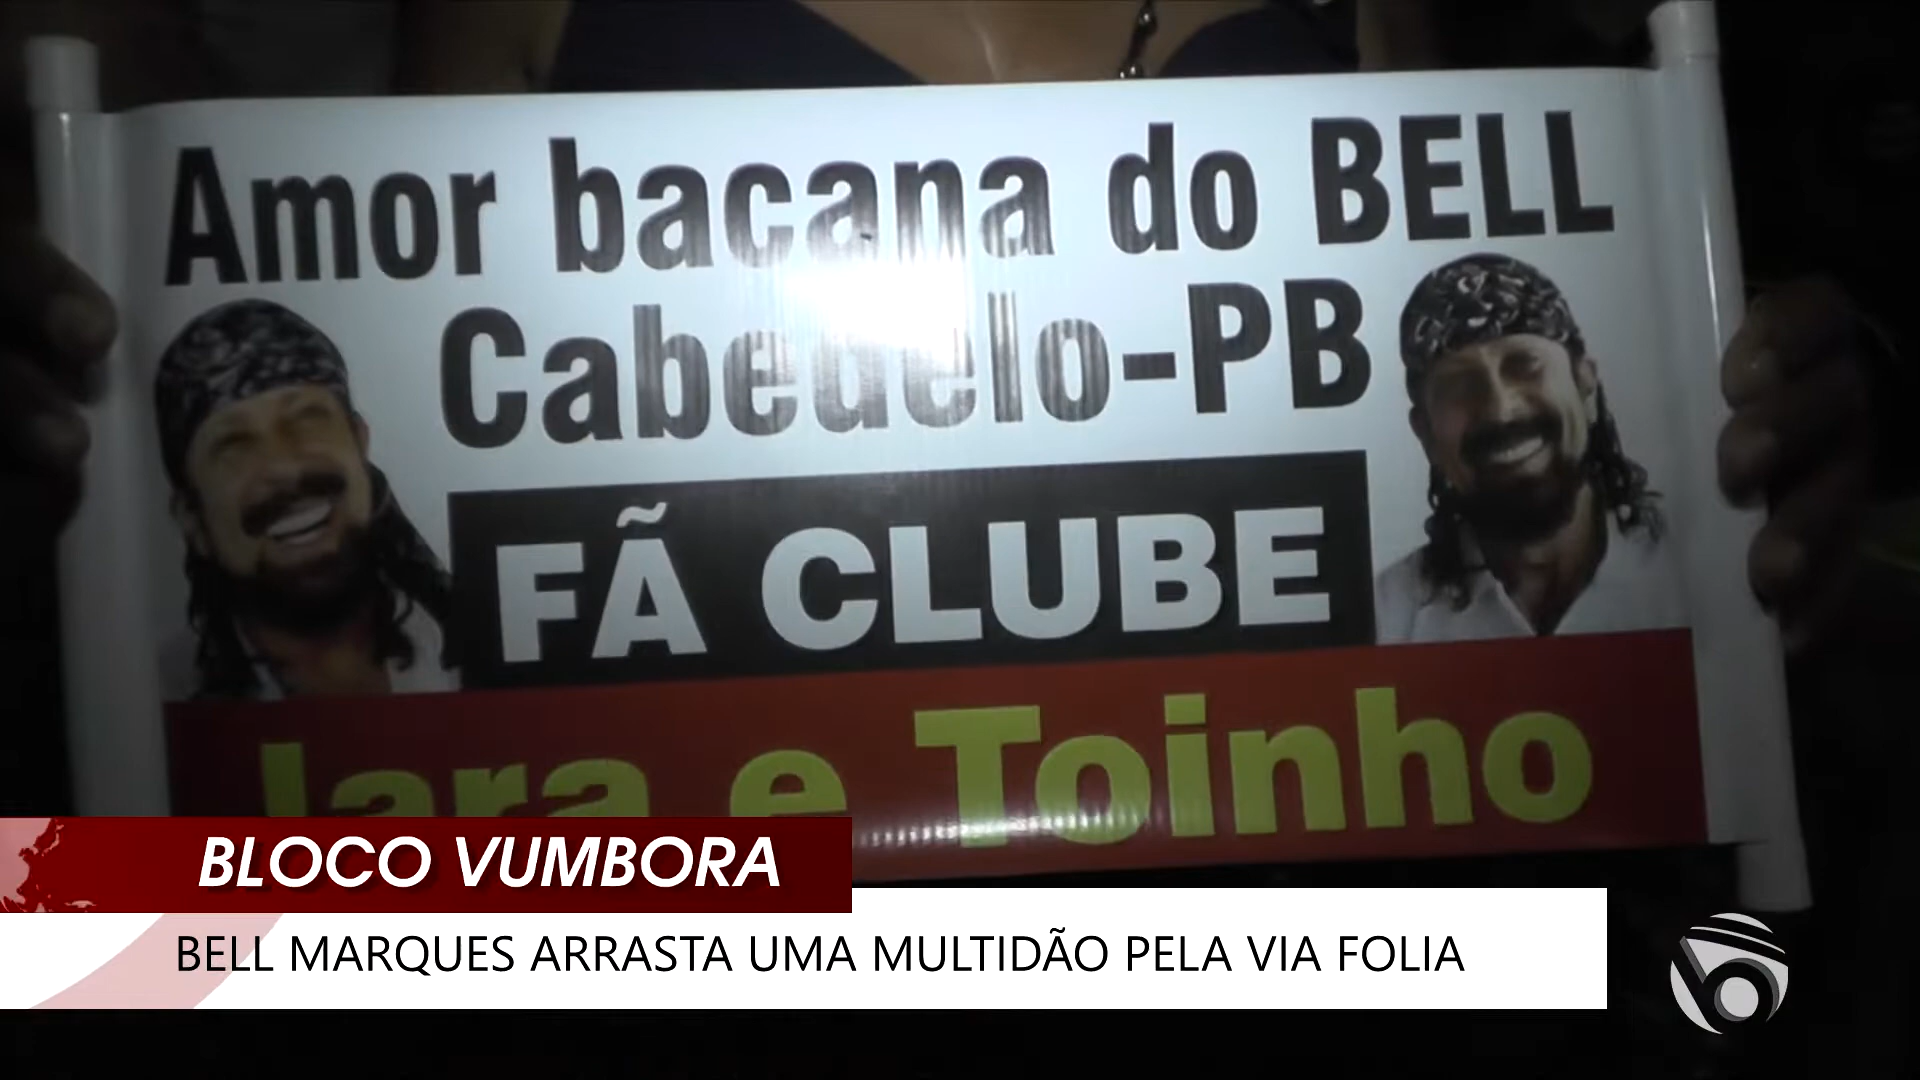 Amor bacana do BELL
Cabedelo-PB
FÃ CLUBE
Iara e Toinho
BLOCO VUMBORA
BELL MARQUES ARRASTA UMA MULTIDÃO PELA VIA FOLIA